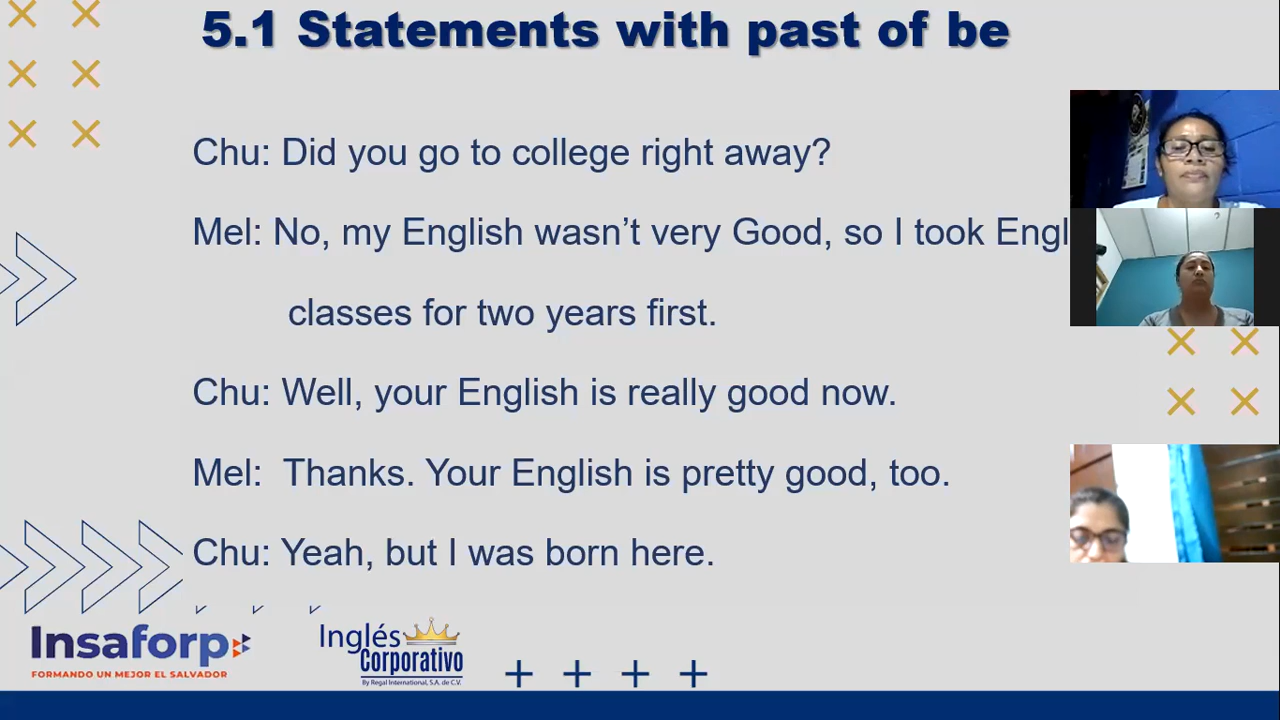 5.1 Statements with past of be
Chu: Did you go to college right away?
Mel: No, my English wasn’t very Good, so I took Engl
classes for two years first.
Chu: Well, your English is really good now.
Mel: Thanks. Your English is pretty good, too.
Chu: Yeah, but I was born here.
Insaforp
FORMANDO UN MEJOR EL SALVADOR
Inglés
Corporativo
By Regal International, S.A. de C.V.